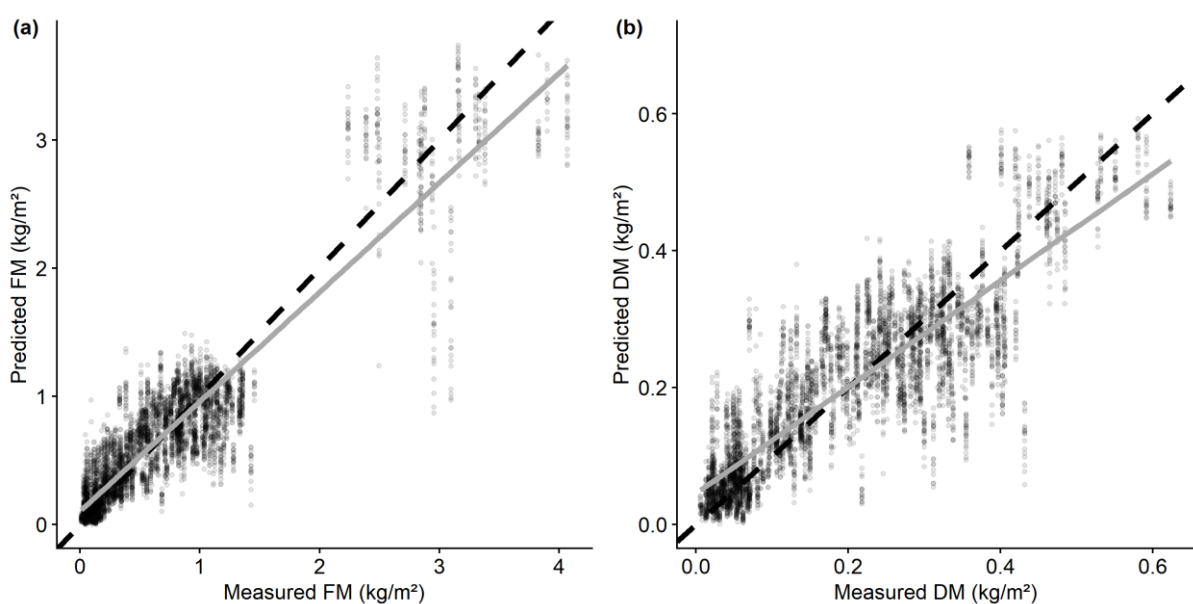 (a)
Predicted FM (kg/m²)
3
2
1
0
0 1 2 3 4
Measured FM (kg/m²)
(b)
Predicted DM (kg/m²)
0.6
0.4
0.2
0.0
0.0 0.2 0.4 0.6
Measured DM (kg/m²)